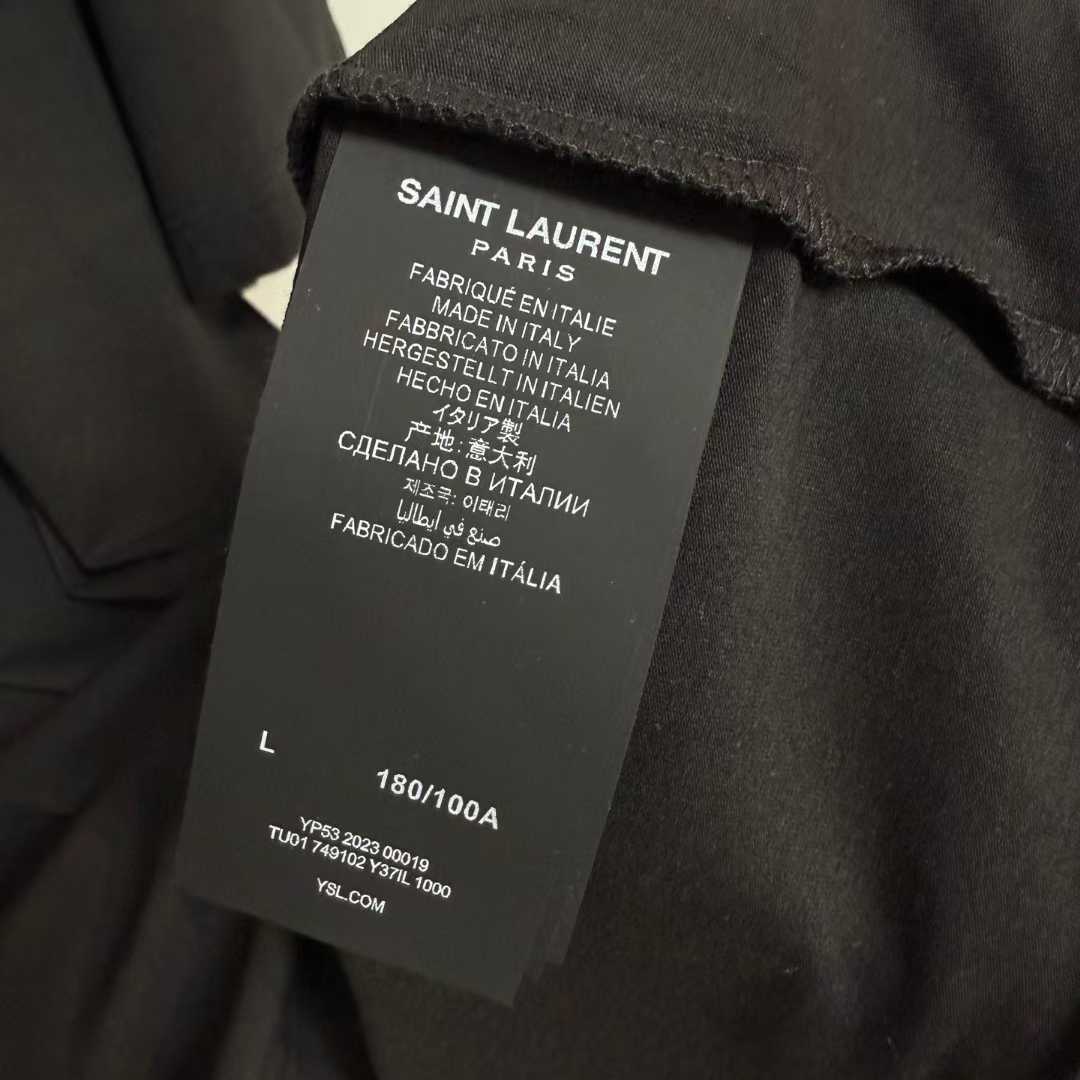 SAINT LAURENT
PARIS
FABRIQUÉ EN ITALIE
MADE IN ITALY
FABBRICATO IN ITALIA
HERGESTELLT IN ITALIEN
HECHO EN ITALIA
イタリア製
产地:意大利
СДЕЛАНО В ИТАЛИИ
제조국: 이태리
صنع في ايطاليا
FABRICADO EM ITÁLIA
L
180/100A
YP53 2023 00019
TU01 749102 Y37IL 1000
YSL.COM